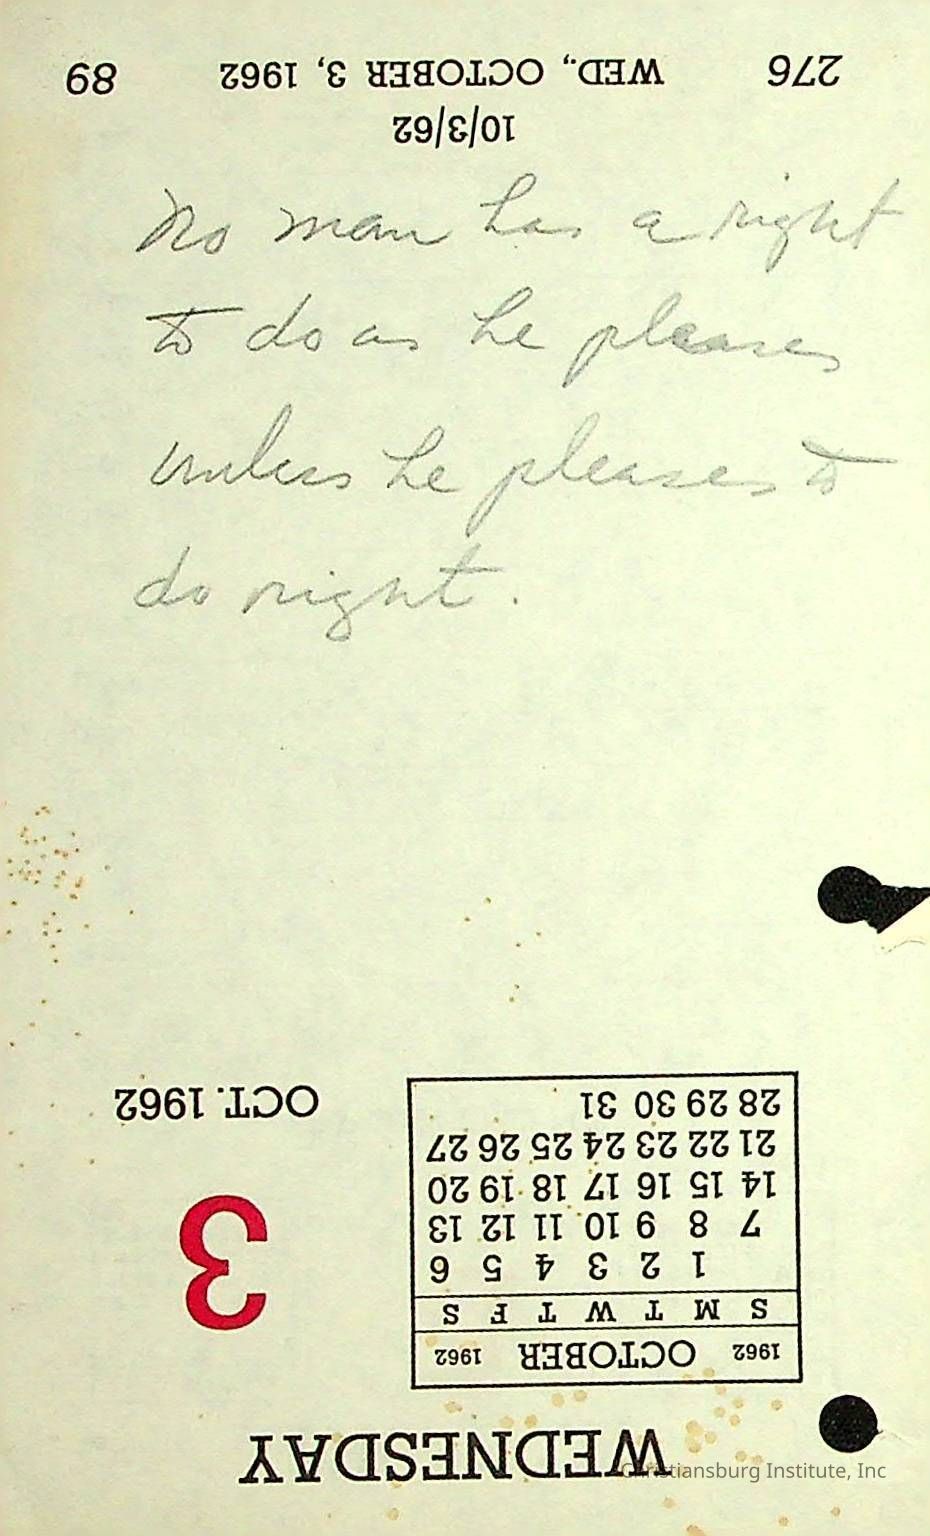 276 WED., OCTOBER 3, 1962 89
10/3/62
No man has a right
to do as he pleases
unless he pleases to
do right.
WEDNESDAY
1962 OCTOBER 1962
S M T W T F S
1 2 3 4 5 6
7 8 9 10 11 12 13
14 15 16 17 18 19 20
21 22 23 24 25 26 27
28 29 30 31
3
OCT. 1962
Christiansburg Institute, Inc